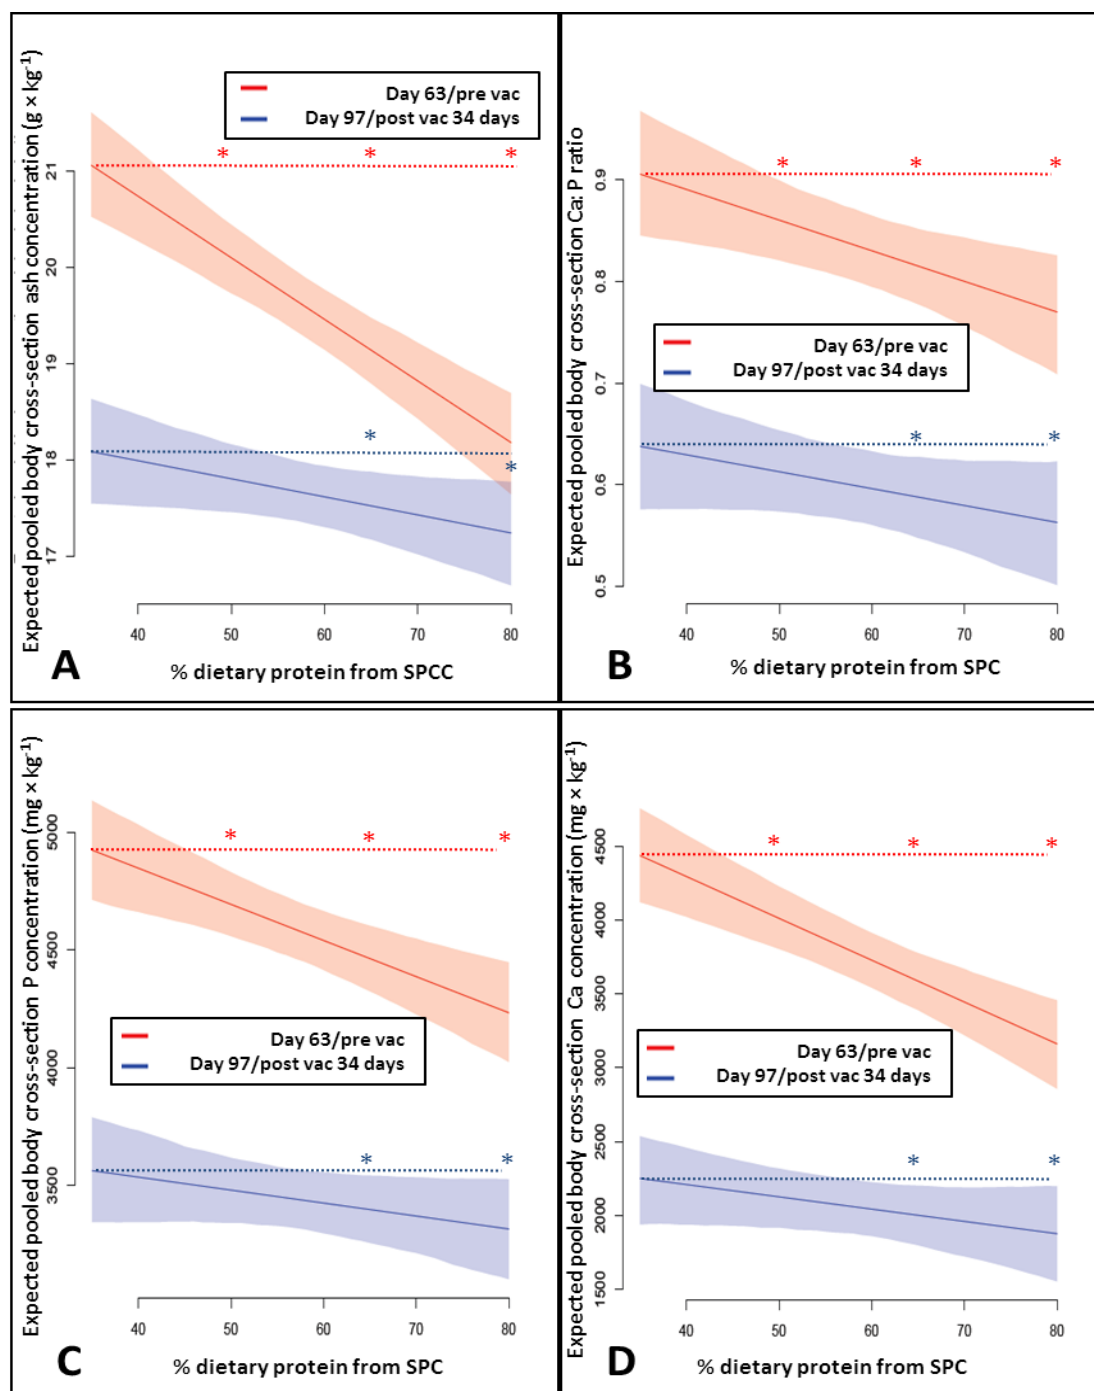 Expected pooled body cross-section ash concentration (g × kg⁻¹)
21
20
19
18
17
Day 63/pre vac
Day 97/post vac 34 days
* * *
*
*
40 50 60 70 80
A
% dietary protein from SPCC
Expected pooled body cross-section Ca: P ratio
0.9
0.8
0.7
0.6
0.5
* * *
Day 63/pre vac
Day 97/post vac 34 days
* *
40 50 60 70 80
B
% dietary protein from SPC
Expected pooled body cross-section P concentration (mg × kg⁻¹)
5000
4500
4000
3500
* * *
Day 63/pre vac
Day 97/post vac 34 days
* *
40 50 60 70 80
C
% dietary protein from SPC
Expected pooled body cross-section Ca concentration (mg × kg⁻¹)
4500
4000
3500
3000
2500
2000
1500
* * *
Day 63/pre vac
Day 97/post vac 34 days
* *
40 50 60 70 80
D
% dietary protein from SPC